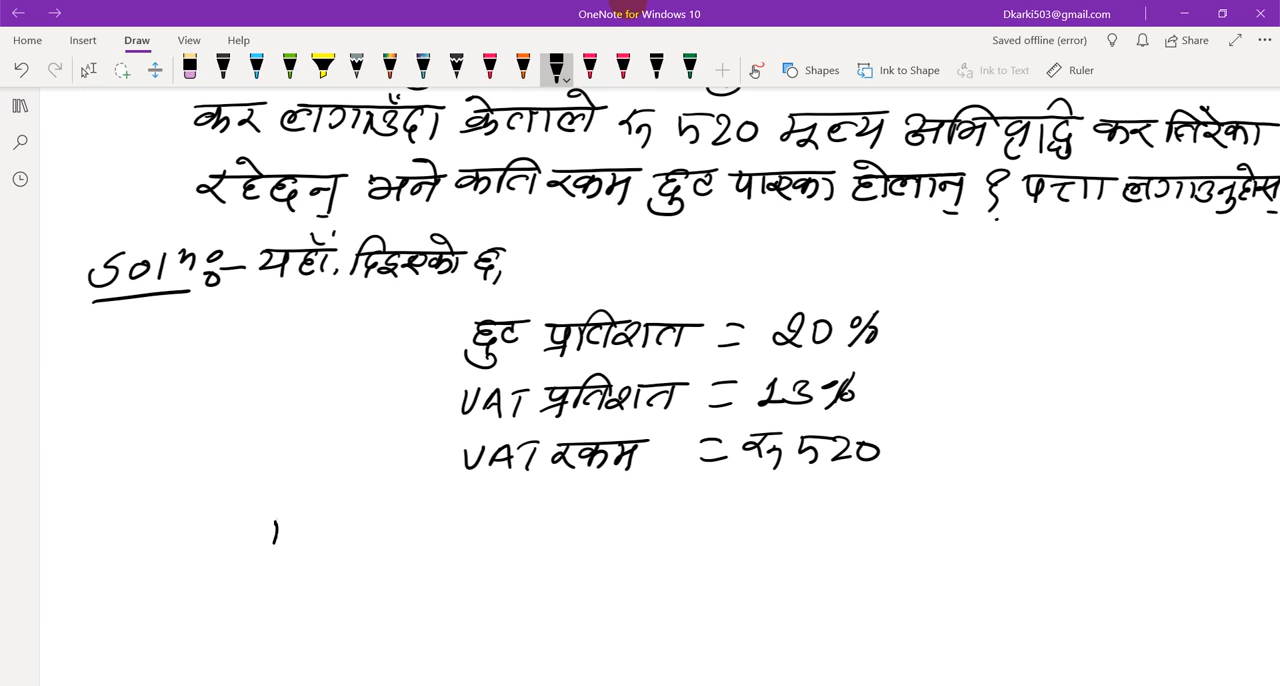 OneNote for Windows 10
Dkarki503@gmail.com
Home Insert Draw View Help
Saved offline (error) Share
Shapes Ink to Shape Ink to Text Ruler
कर लगाउँदा क्रेताले रु 520 मूल्य अभिवृद्धि कर तिरेका
रहेछन् भने कति रकम छुट पाएका होलान् ? पत्ता लगाउनुहोस्
Soln:- यहाँ, दिइएको छ,
छुट प्रतिशत = 20%
VAT प्रतिशत = 13%
VAT रकम = रु 520